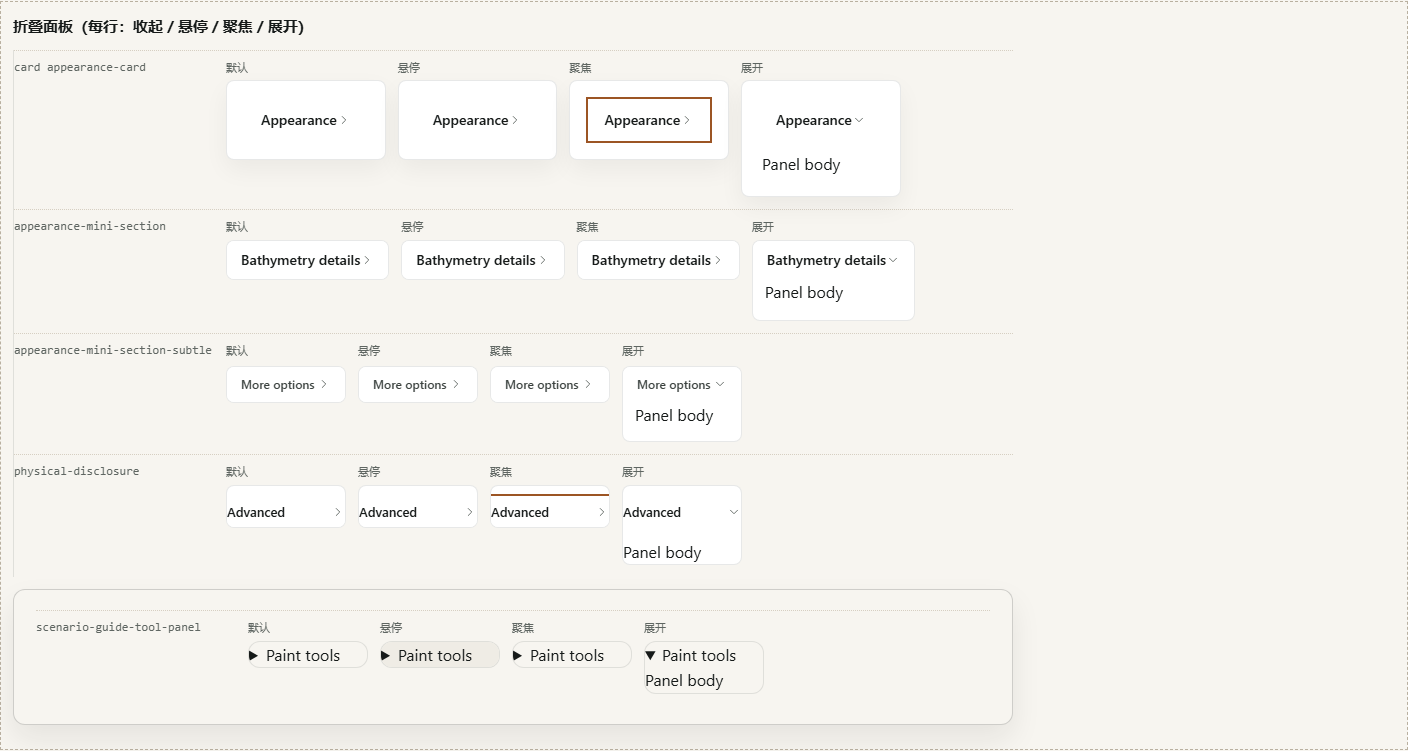 折叠面板（每行：收起 / 悬停 / 聚焦 / 展开）
card appearance-card 默认 悬停 聚焦 展开
Appearance Appearance Appearance Appearance
Panel body
appearance-mini-section 默认 悬停 聚焦 展开
Bathymetry details Bathymetry details Bathymetry details Bathymetry details
Panel body
appearance-mini-section-subtle 默认 悬停 聚焦 展开
More options More options More options More options
Panel body
physical-disclosure 默认 悬停 聚焦 展开
Advanced Advanced Advanced Advanced
Panel body
scenario-guide-tool-panel 默认 悬停 聚焦 展开
Paint tools Paint tools Paint tools Paint tools
Panel body